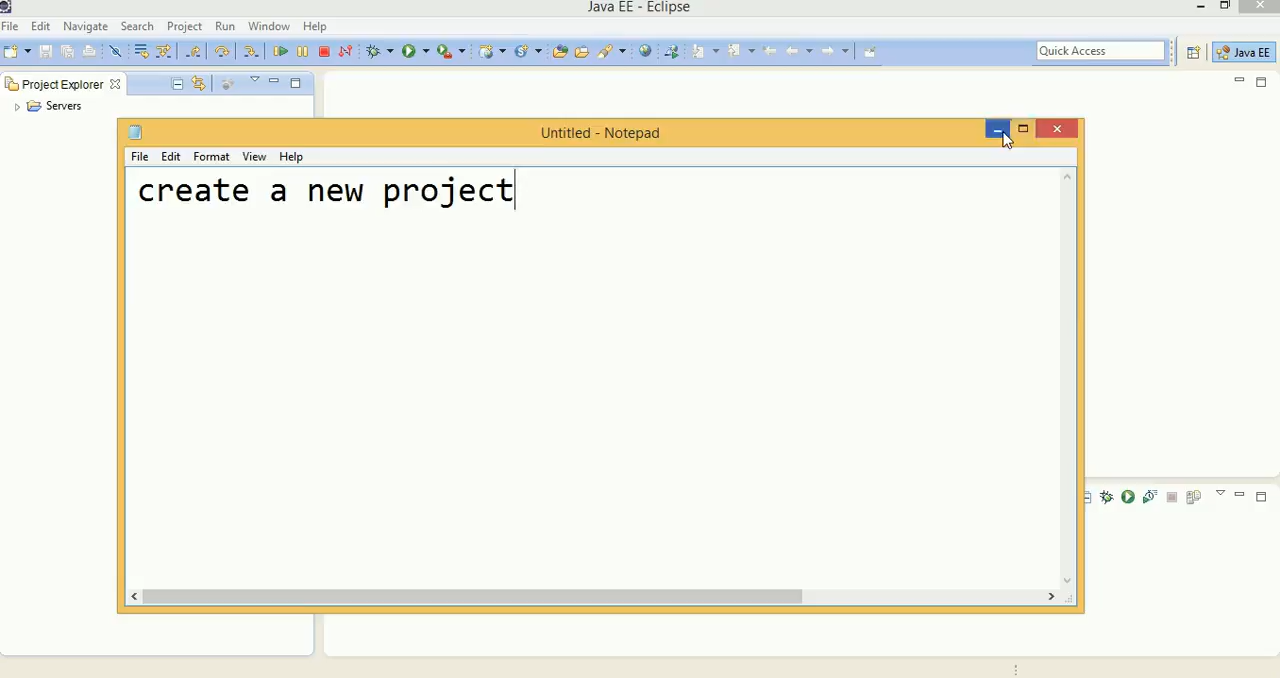 Java EE - Eclipse
File Edit Navigate Search Project Run Window Help
Quick Access
Java EE
Project Explorer
Servers
Untitled - Notepad
File Edit Format View Help
create a new project